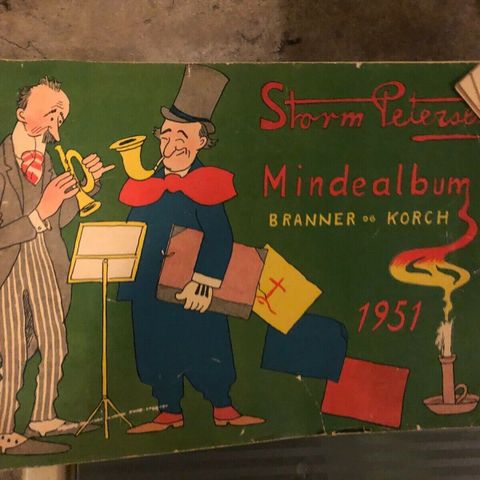 Storm Peterse
Mindealbum
BRANNER OG KORCH
1951